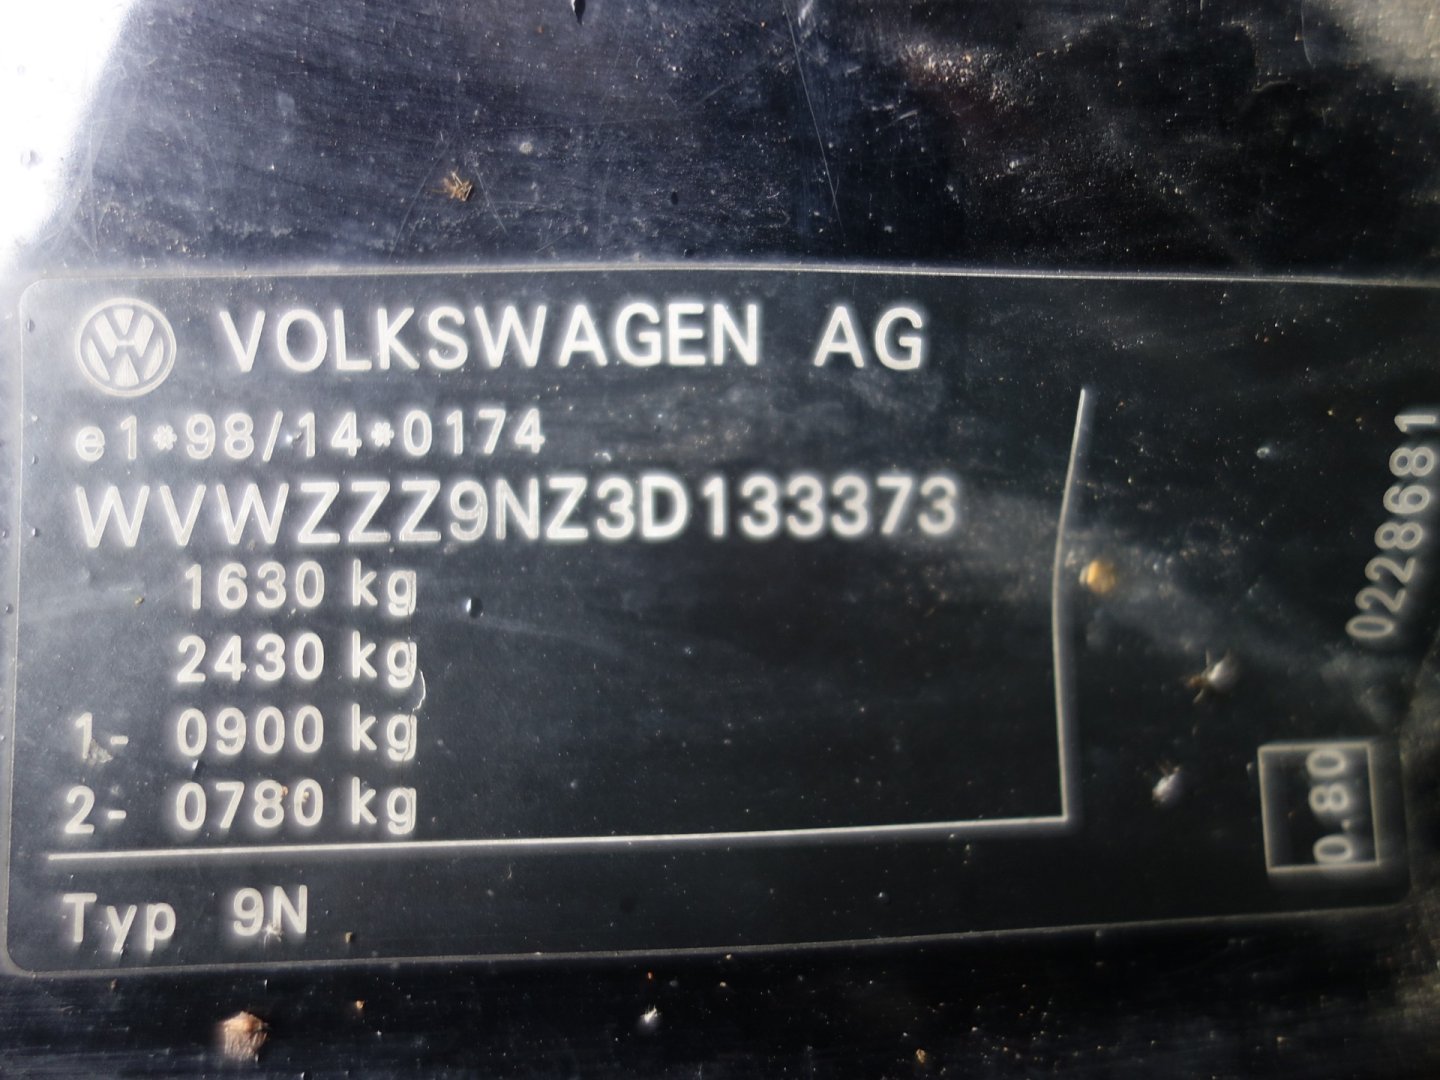 VOLKSWAGEN AG
e1*98/14*0174
WVWZZZ9NZ3D133373
1630 kg
2430 kg
1- 0900 kg
2- 0780 kg
Typ 9N
0228681
0.80